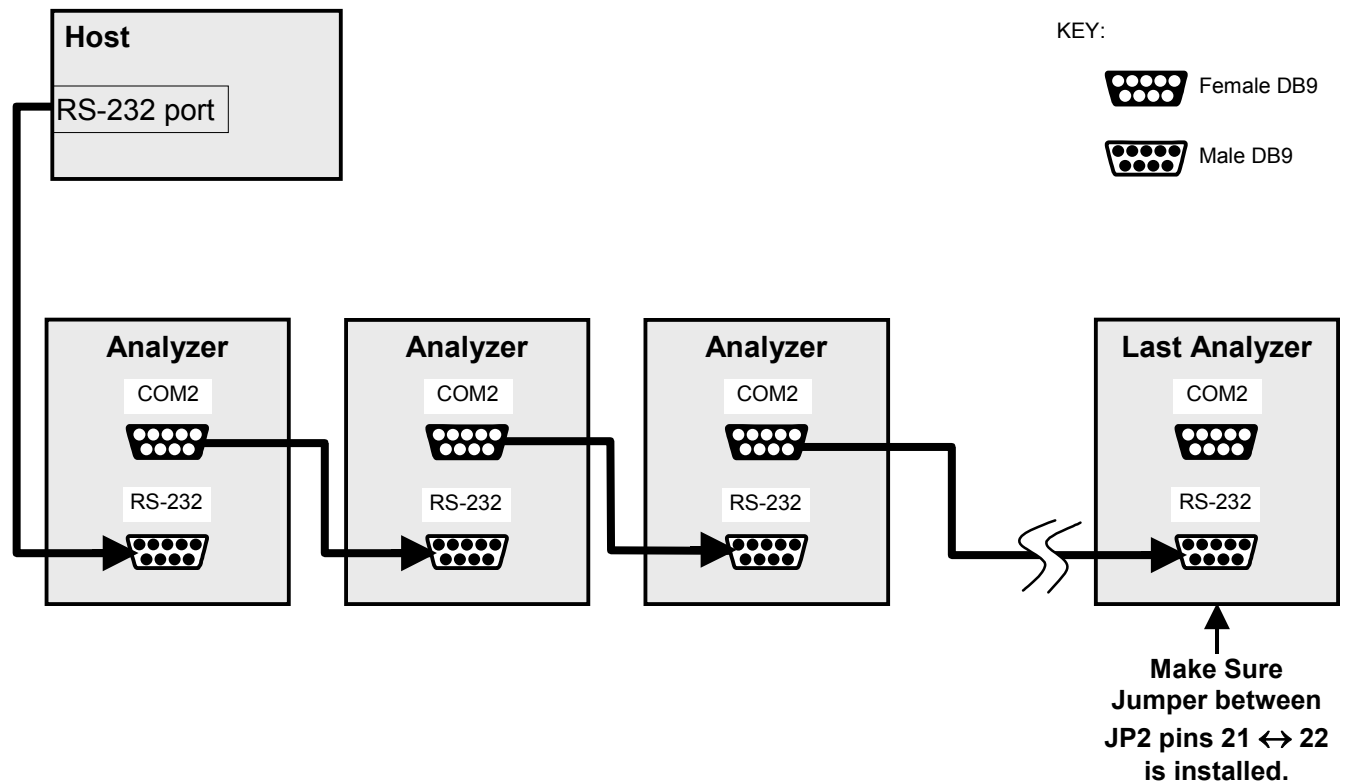 Host
RS-232 port
KEY:
Female DB9
Male DB9
Analyzer
COM2
RS-232
Analyzer
COM2
RS-232
Analyzer
COM2
RS-232
Last Analyzer
COM2
RS-232
Make Sure
Jumper between
JP2 pins 21 ↔ 22
is installed.